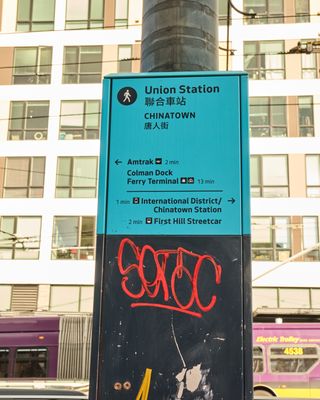 Union Station
聯合車站
CHINATOWN
唐人街
← Amtrak 2 min
Colman Dock
Ferry Terminal 13 min
1 min International District/ →
Chinatown Station
2 min First Hill Streetcar
Electric Trolley
4538